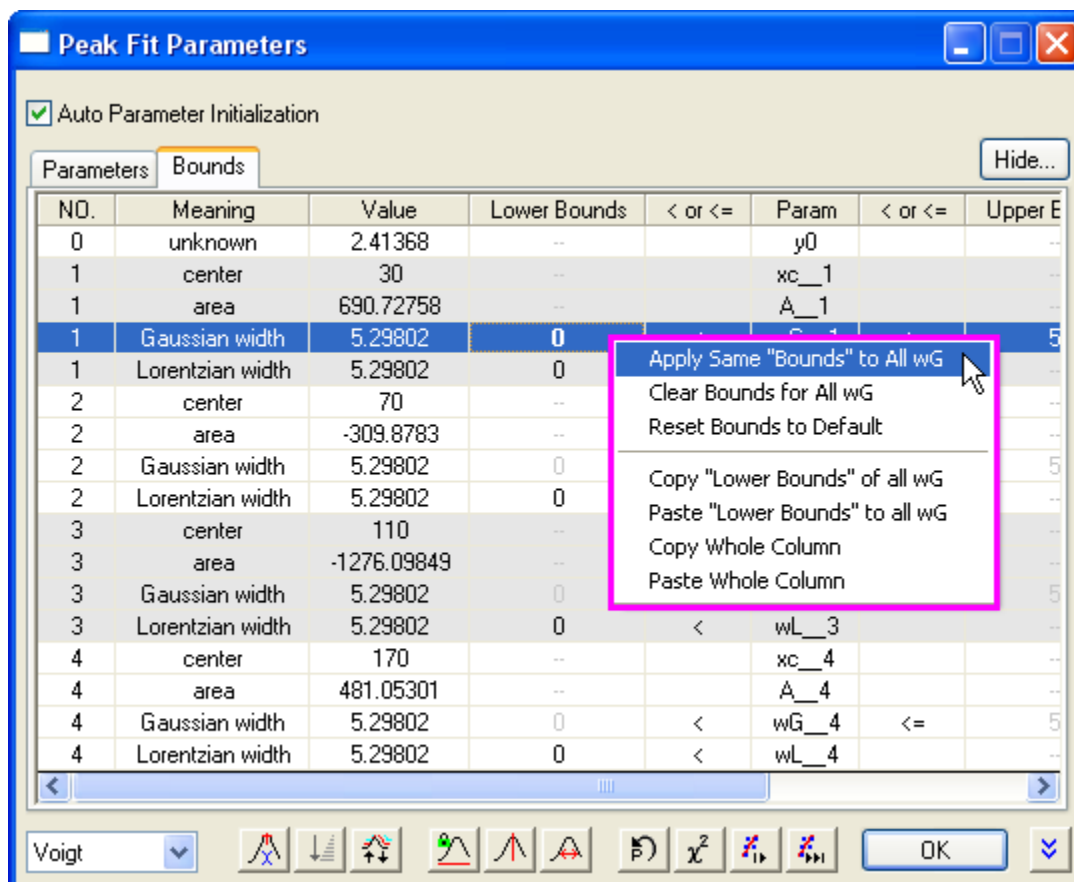 Peak Fit Parameters
Auto Parameter Initialization
Parameters Bounds Hide...
NO. Meaning Value Lower Bounds < or <= Param < or <= Upper
0 unknown 2.41368 -- y0 --
1 center 30 -- xc__1 --
1 area 690.72758 -- A__1 --
1 Gaussian width 5.29802 0 5
1 Lorentzian width 5.29802 0
2 center 70 --
2 area -309.8783 --
2 Gaussian width 5.29802 0 5
2 Lorentzian width 5.29802 0
3 center 110 --
3 area -1276.09849 --
3 Gaussian width 5.29802 0 5
3 Lorentzian width 5.29802 0 < wL__3 --
4 center 170 -- xc__4 --
4 area 481.05301 -- A__4 --
4 Gaussian width 5.29802 0 < wG__4 <= 5
4 Lorentzian width 5.29802 0 < wL__4 --
Apply Same "Bounds" to All wG
Clear Bounds for All wG
Reset Bounds to Default
Copy "Lower Bounds" of all wG
Paste "Lower Bounds" to all wG
Copy Whole Column
Paste Whole Column
Voigt χ² OK